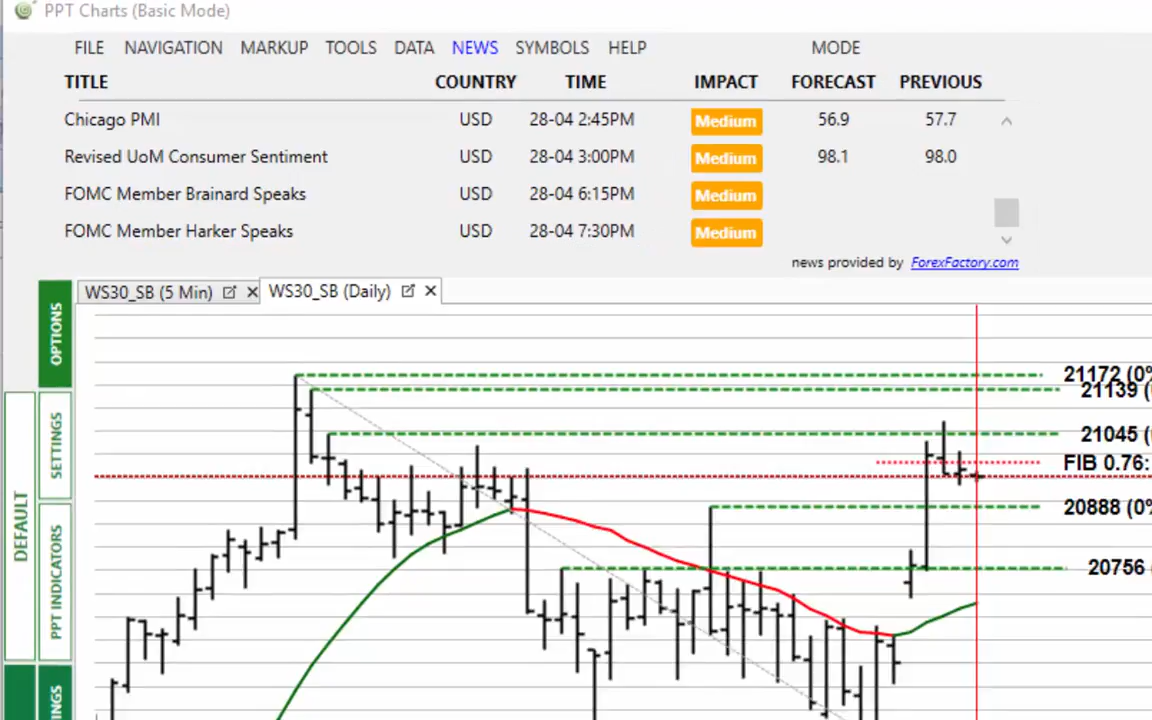 PPT Charts (Basic Mode)
FILE NAVIGATION MARKUP TOOLS DATA NEWS SYMBOLS HELP MODE
TITLE COUNTRY TIME IMPACT FORECAST PREVIOUS
Chicago PMI USD 28-04 2:45PM Medium 56.9 57.7
Revised UoM Consumer Sentiment USD 28-04 3:00PM Medium 98.1 98.0
FOMC Member Brainard Speaks USD 28-04 6:15PM Medium
FOMC Member Harker Speaks USD 28-04 7:30PM Medium
news provided by ForexFactory.com
WS30_SB (5 Min) WS30_SB (Daily)
OPTIONS
SETTINGS
DEFAULT
PPT INDICATORS
21172 (0%
21139 (
21045 (
FIB 0.76:
20888 (0%
20756